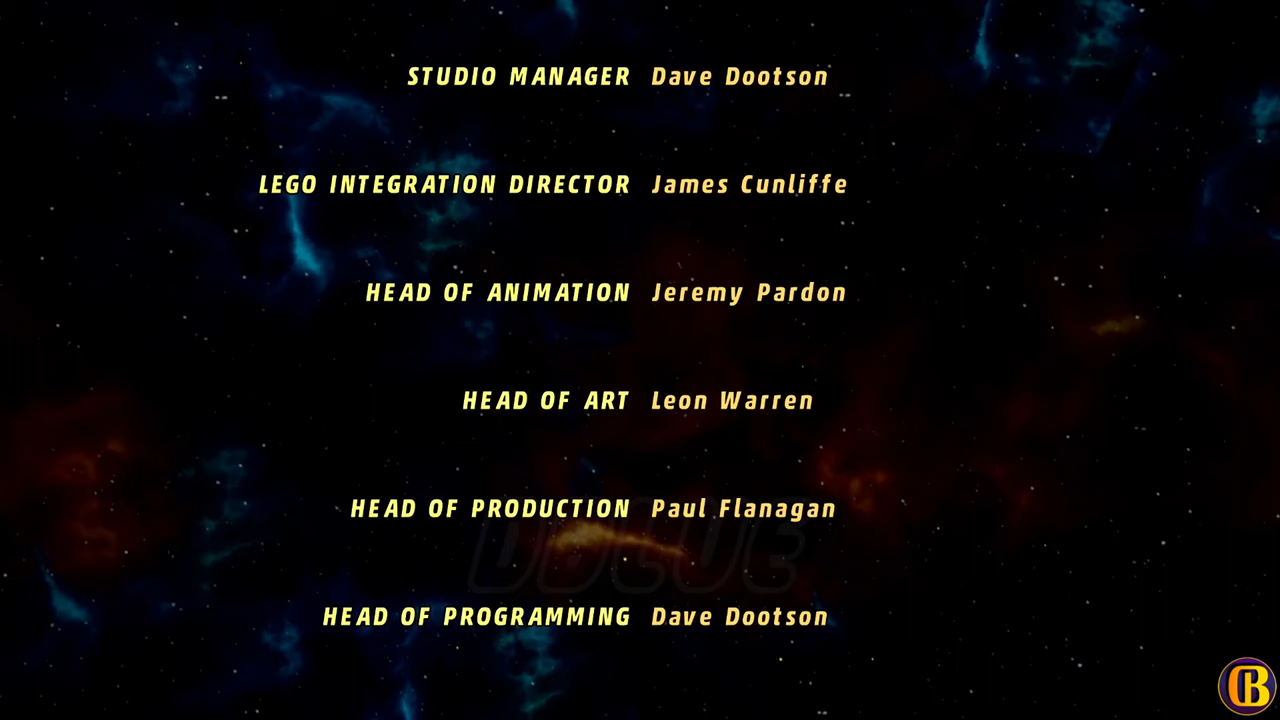 STUDIO MANAGER Dave Dootson
LEGO INTEGRATION DIRECTOR James Cunliffe
HEAD OF ANIMATION Jeremy Pardon
HEAD OF ART Leon Warren
HEAD OF PRODUCTION Paul Flanagan
HEAD OF PROGRAMMING Dave Dootson